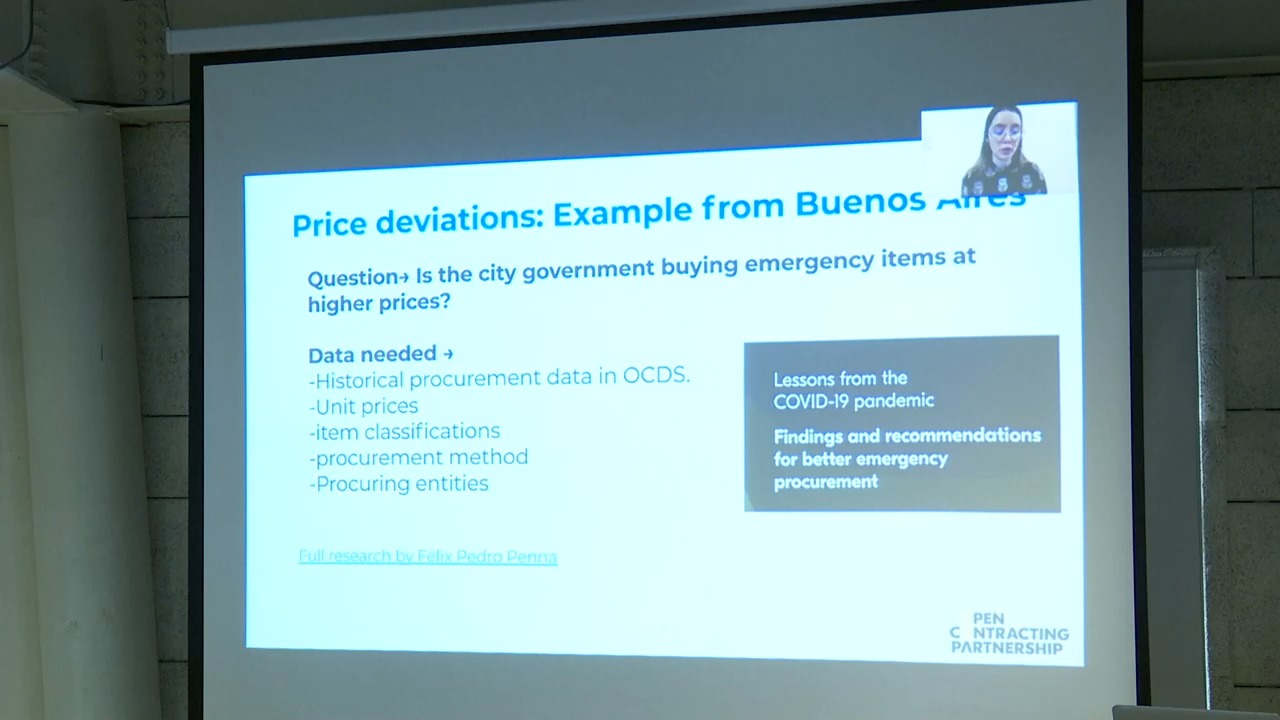 Price deviations: Example from Buenos Aires
Question→ Is the city government buying emergency items at
higher prices?
Data needed →
-Historical procurement data in OCDS.
-Unit prices
-item classifications
-procurement method
-Procuring entities
Full research by Félix Pedro Penna
Lessons from the
COVID-19 pandemic
Findings and recommendations
for better emergency
procurement
PEN
C NTRACTING
PARTNERSHIP